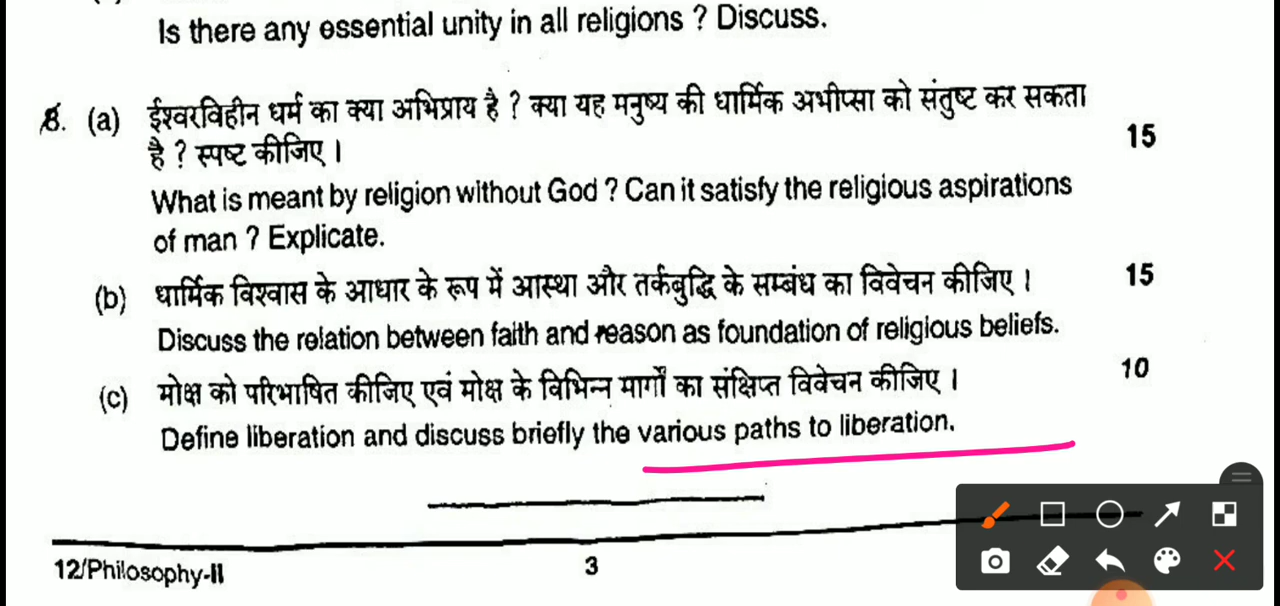 Is there any essential unity in all religions ? Discuss.
8. (a) ईश्वरविहीन धर्म का क्या अभिप्राय है ? क्या यह मनुष्य की धार्मिक अभीप्सा को संतुष्ट कर सकता
है ? स्पष्ट कीजिए । 15
What is meant by religion without God ? Can it satisfy the religious aspirations
of man ? Explicate.
(b) धार्मिक विश्वास के आधार के रूप में आस्था और तर्कबुद्धि के सम्बंध का विवेचन कीजिए । 15
Discuss the relation between faith and reason as foundation of religious beliefs.
(c) मोक्ष को परिभाषित कीजिए एवं मोक्ष के विभिन्न मार्गों का संक्षिप्त विवेचन कीजिए । 10
Define liberation and discuss briefly the various paths to liberation.
12/Philosophy-II 3